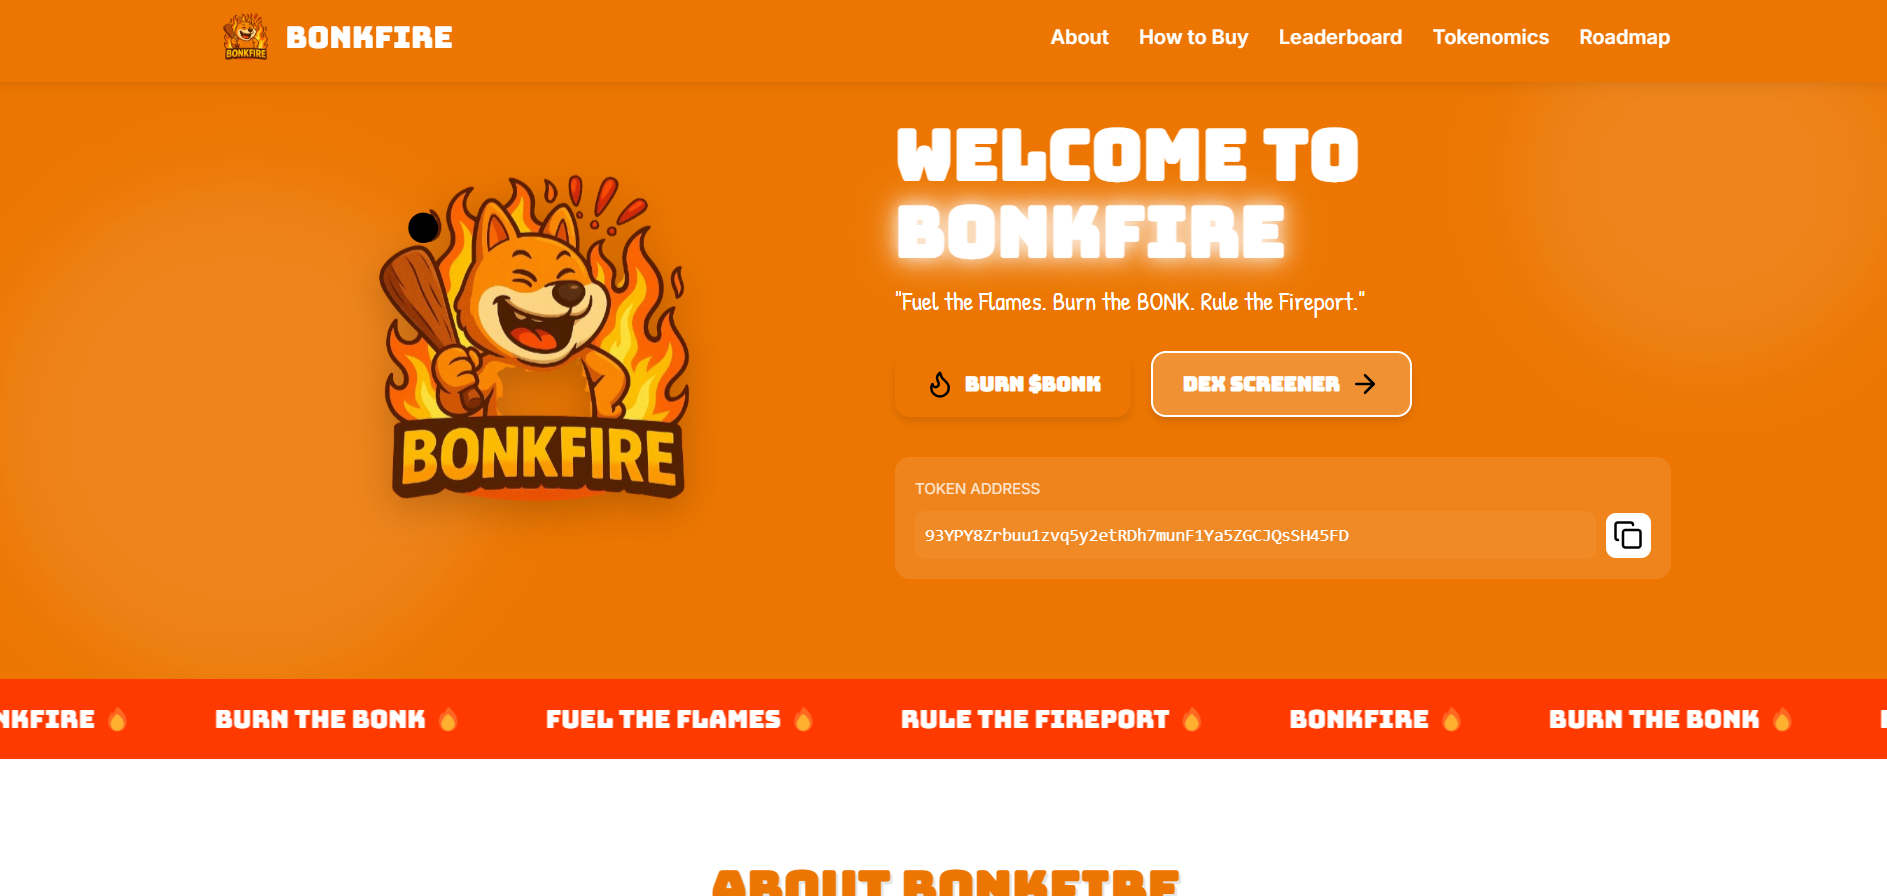 BONKFIRE
BONKFIRE
About How to Buy Leaderboard Tokenomics Roadmap
BONKFIRE
WELCOME TO
BONKFIRE
"Fuel the Flames. Burn the BONK. Rule the Fireport."
BURN $BONK
DEX SCREENER
TOKEN ADDRESS
93YPY8Zrbuu1zvq5y2etRDh7munF1Ya5ZGCJQsSH45FD
NKFIRE BURN THE BONK FUEL THE FLAMES RULE THE FIREPORT BONKFIRE BURN THE BONK
ABOUT BONKFIRE